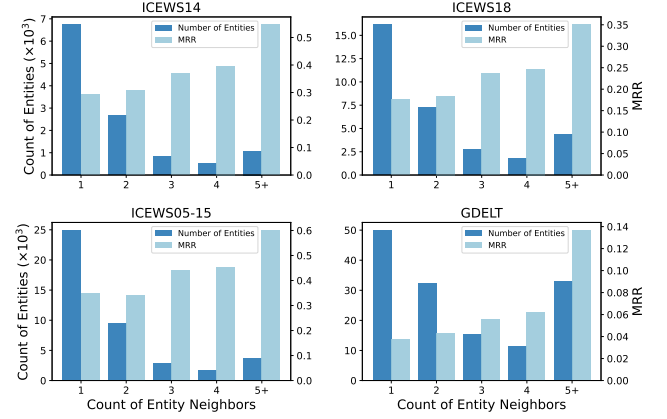 ICEWS14
Count of Entities (×10³)
7
6
5
4
3
2
1
0
0.5
0.4
0.3
0.2
0.1
0.0
Number of Entities
MRR
1 2 3 4 5+
ICEWS18
15.0
12.5
10.0
7.5
5.0
2.5
0.0
0.35
0.30
0.25
0.20
0.15
0.10
0.05
0.00
MRR
Number of Entities
MRR
1 2 3 4 5+
ICEWS05-15
Count of Entities (×10³)
25
20
15
10
5
0
0.6
0.5
0.4
0.3
0.2
0.1
0.0
Number of Entities
MRR
1 2 3 4 5+
Count of Entity Neighbors
GDELT
50
40
30
20
10
0
0.14
0.12
0.10
0.08
0.06
0.04
0.02
0.00
MRR
Number of Entities
MRR
1 2 3 4 5+
Count of Entity Neighbors